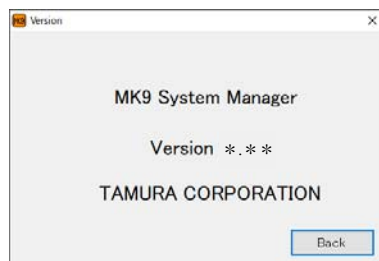 MK9 Version
MK9 System Manager
Version *.**
TAMURA CORPORATION
Back